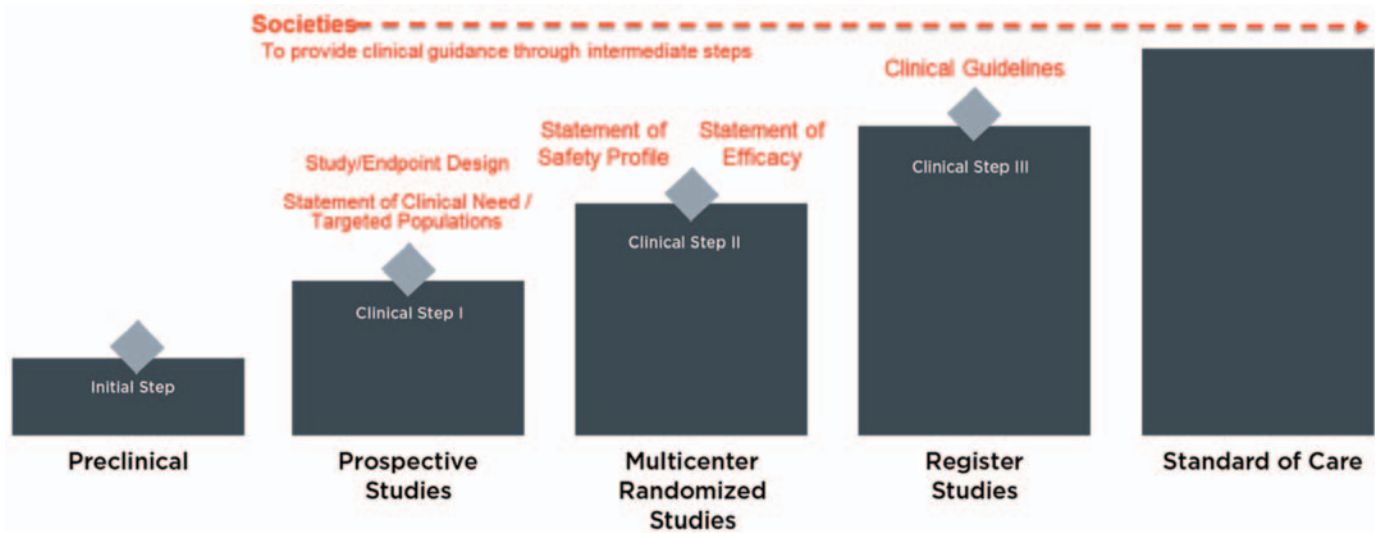 Societies
To provide clinical guidance through intermediate steps
Clinical Guidelines
Statement of
Safety Profile
Statement of
Efficacy
Study/Endpoint Design
Statement of Clinical Need /
Targeted Populations
Initial Step
Clinical Step I
Clinical Step II
Clinical Step III
Preclinical
Prospective
Studies
Multicenter
Randomized
Studies
Register
Studies
Standard of Care